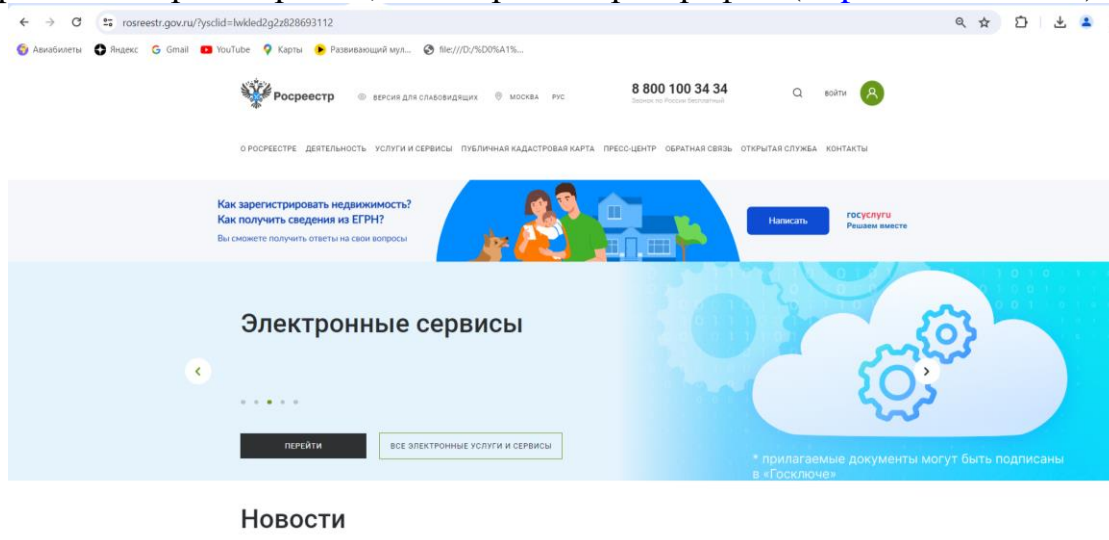 rosreestr.gov.ru/?ysclid=lwkled2g2z828693112
Авиабилеты Яндекс Gmail YouTube Карты Развивающий мул... file:///D:/%D0%A1%...
Росреестр ВЕРСИЯ ДЛЯ СЛАБОВИДЯЩИХ МОСКВА РУС 8 800 100 34 34 ВОЙТИ
Звонок по России бесплатный
О РОСРЕЕСТРЕ ДЕЯТЕЛЬНОСТЬ УСЛУГИ И СЕРВИСЫ ПУБЛИЧНАЯ КАДАСТРОВАЯ КАРТА ПРЕСС-ЦЕНТР ОБРАТНАЯ СВЯЗЬ ОТКРЫТАЯ СЛУЖБА КОНТАКТЫ
Как зарегистрировать недвижимость?
Как получить сведения из ЕГРН?
Вы сможете получить ответы на свои вопросы
Написать
госуслуги
Решаем вместе
Электронные сервисы
ПЕРЕЙТИ
ВСЕ ЭЛЕКТРОННЫЕ УСЛУГИ И СЕРВИСЫ
* прилагаемые документы могут быть подписаны
в «Госключе»
Новости